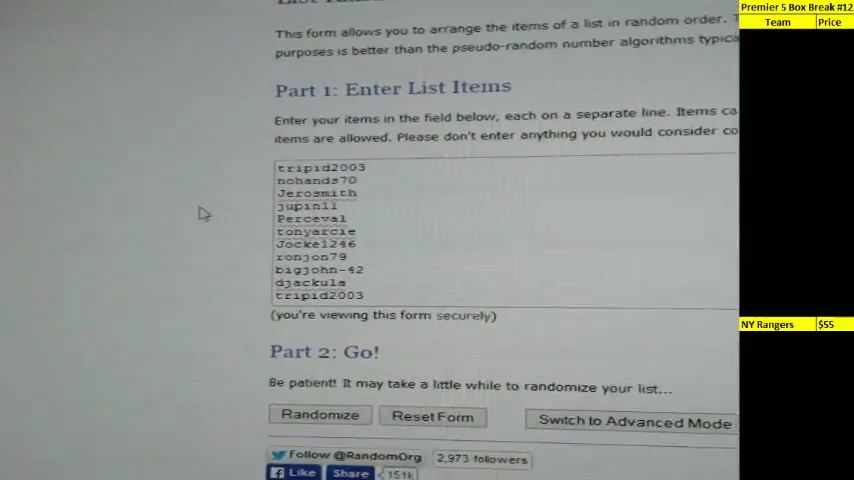 Premier 5 Box Break #12
Team Price
This form allows you to arrange the items of a list in random order.
purposes is better than the pseudo-random number algorithms typica
Part 1: Enter List Items
Enter your items in the field below, each on a separate line. Items ca
items are allowed. Please don't enter anything you would consider co
tripid2003
nohands70
Jerosmith
jupin11
Perceval
tonyarcie
Jocke1246
ronjon79
bigjohn-42
djackula
tripid2003
(you're viewing this form securely)
NY Rangers $55
Part 2: Go!
Be patient! It may take a little while to randomize your list...
Randomize Reset Form Switch to Advanced Mode
Follow @RandomOrg 2,973 followers
Like Share 151k